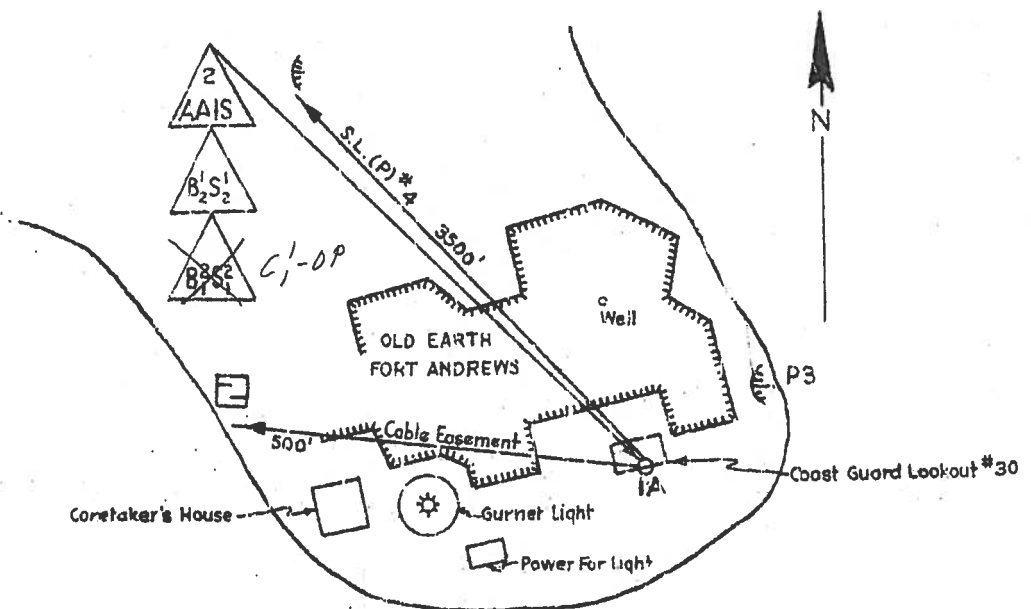 2
AAIS
B¹₂S¹₂
B²₁S²₁
C¹₁-OP
S.L.(P) #4
3500'
N
Well
OLD EARTH
FORT ANDREWS
P3
500'
Cable Easement
Coast Guard Lookout #30
Caretaker's House
Gurnet Light
Power For Light